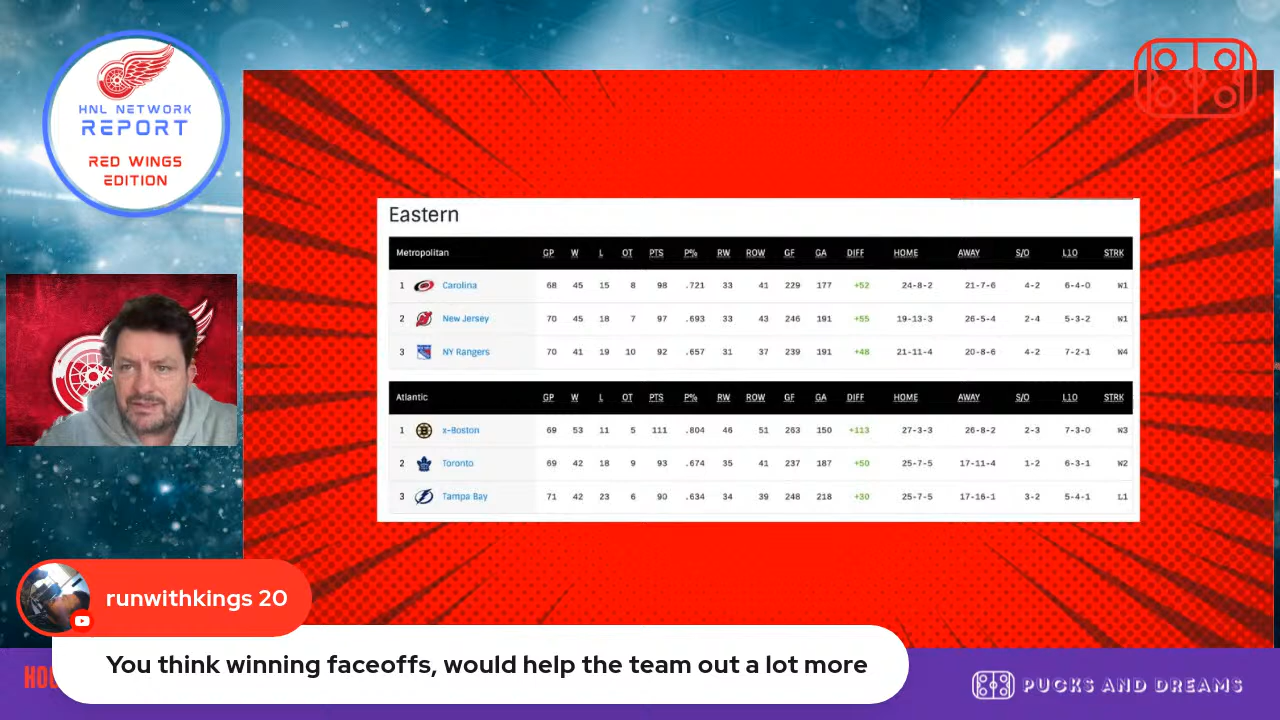 HNL NETWORK
REPORT
RED WINGS
EDITION
Eastern
Metropolitan GP W L OT PTS P% RW ROW GF GA DIFF HOME AWAY S/O L10 STRK
1 Carolina 68 45 15 8 98 .721 33 41 229 177 +52 24-8-2 21-7-6 4-2 6-4-0 W1
2 New Jersey 70 45 18 7 97 .693 33 43 246 191 +55 19-13-3 26-5-4 2-4 5-3-2 W1
3 NY Rangers 70 41 19 10 92 .657 31 37 239 191 +48 21-11-4 20-8-6 4-2 7-2-1 W4
Atlantic GP W L OT PTS P% RW ROW GF GA DIFF HOME AWAY S/O L10 STRK
1 x-Boston 69 53 11 5 111 .804 46 51 263 150 +113 27-3-3 26-8-2 2-3 7-3-0 W3
2 Toronto 69 42 18 9 93 .674 35 41 237 187 +50 25-7-5 17-11-4 1-2 6-3-1 W2
3 Tampa Bay 71 42 23 6 90 .634 34 39 248 218 +30 25-7-5 17-16-1 3-2 5-4-1 L1
runwithkings 20
You think winning faceoffs, would help the team out a lot more
PUCKS AND DREAMS